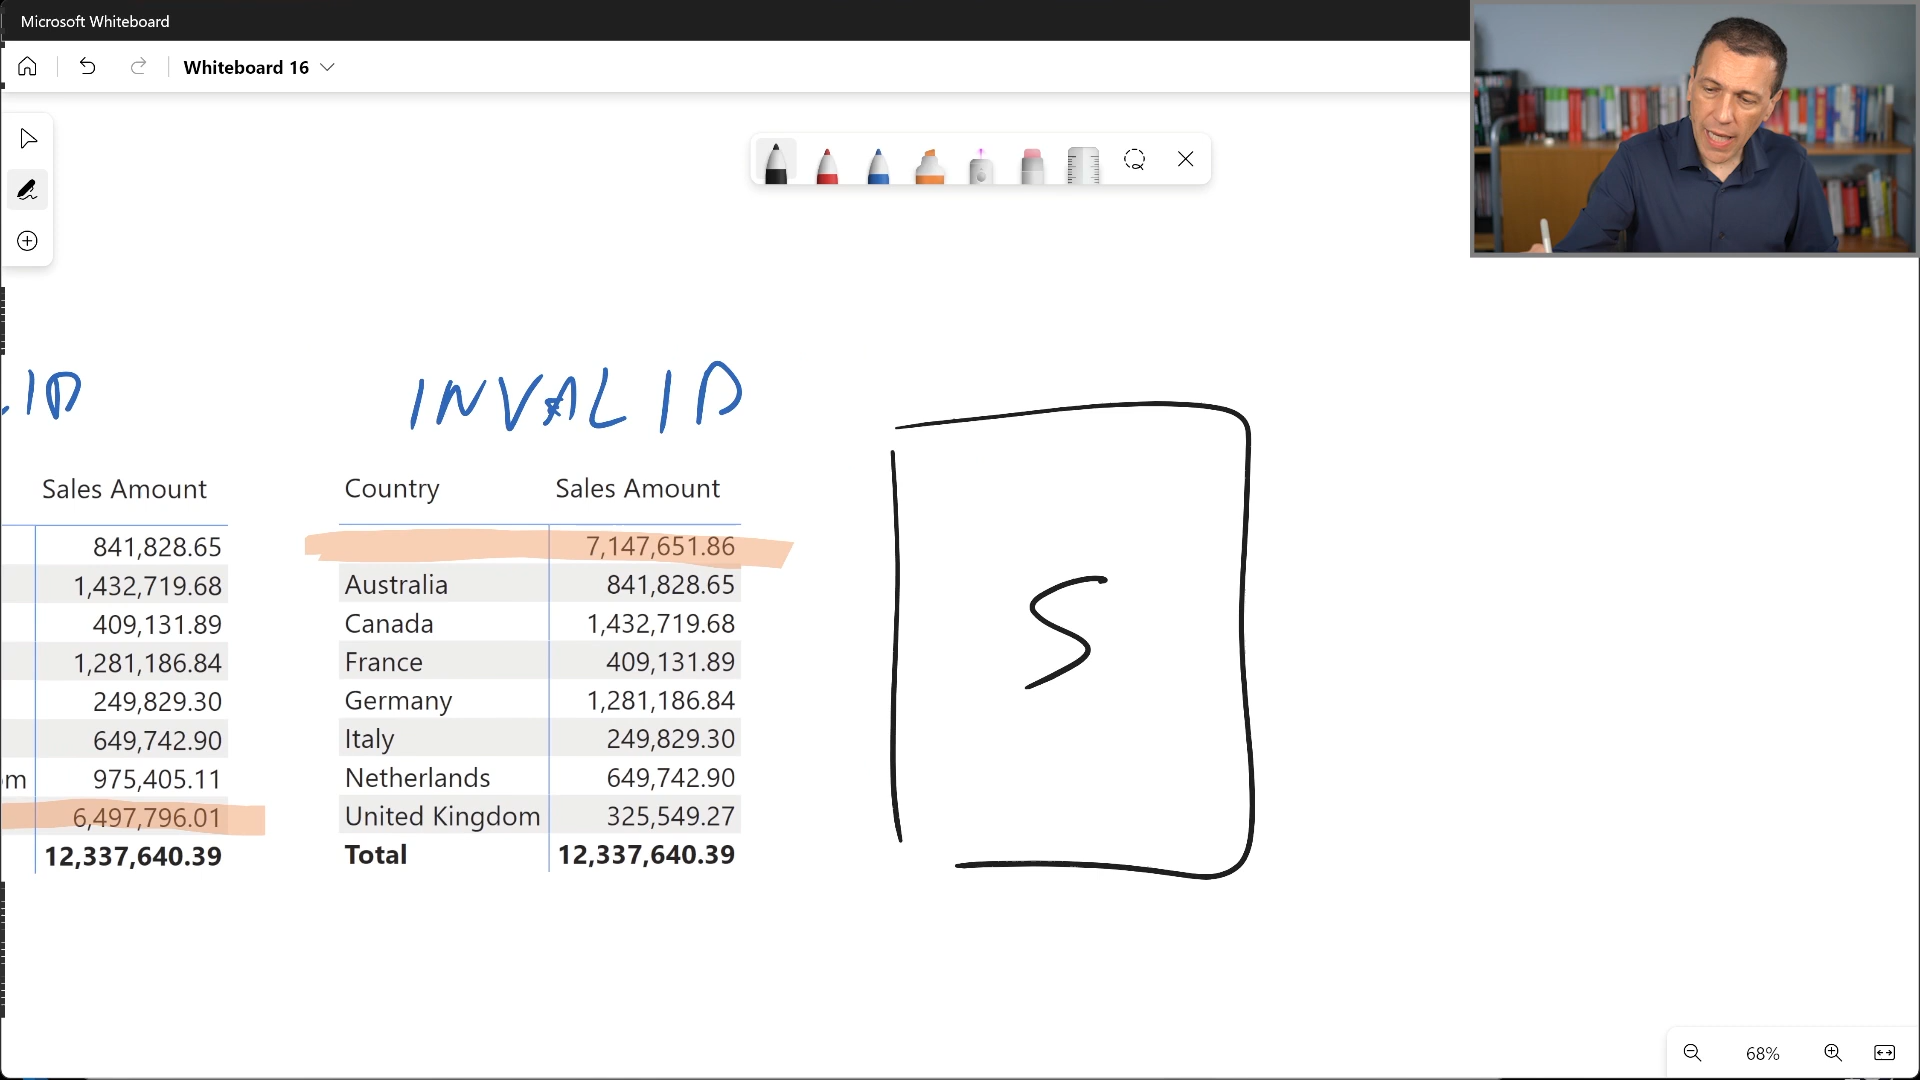 Microsoft Whiteboard
Whiteboard 16
.ID
INVALID
Sales Amount
841,828.65
1,432,719.68
409,131.89
1,281,186.84
249,829.30
649,742.90
om 975,405.11
6,497,796.01
12,337,640.39
Country Sales Amount
7,147,651.86
Australia 841,828.65
Canada 1,432,719.68
France 409,131.89
Germany 1,281,186.84
Italy 249,829.30
Netherlands 649,742.90
United Kingdom 325,549.27
Total 12,337,640.39
S
68%